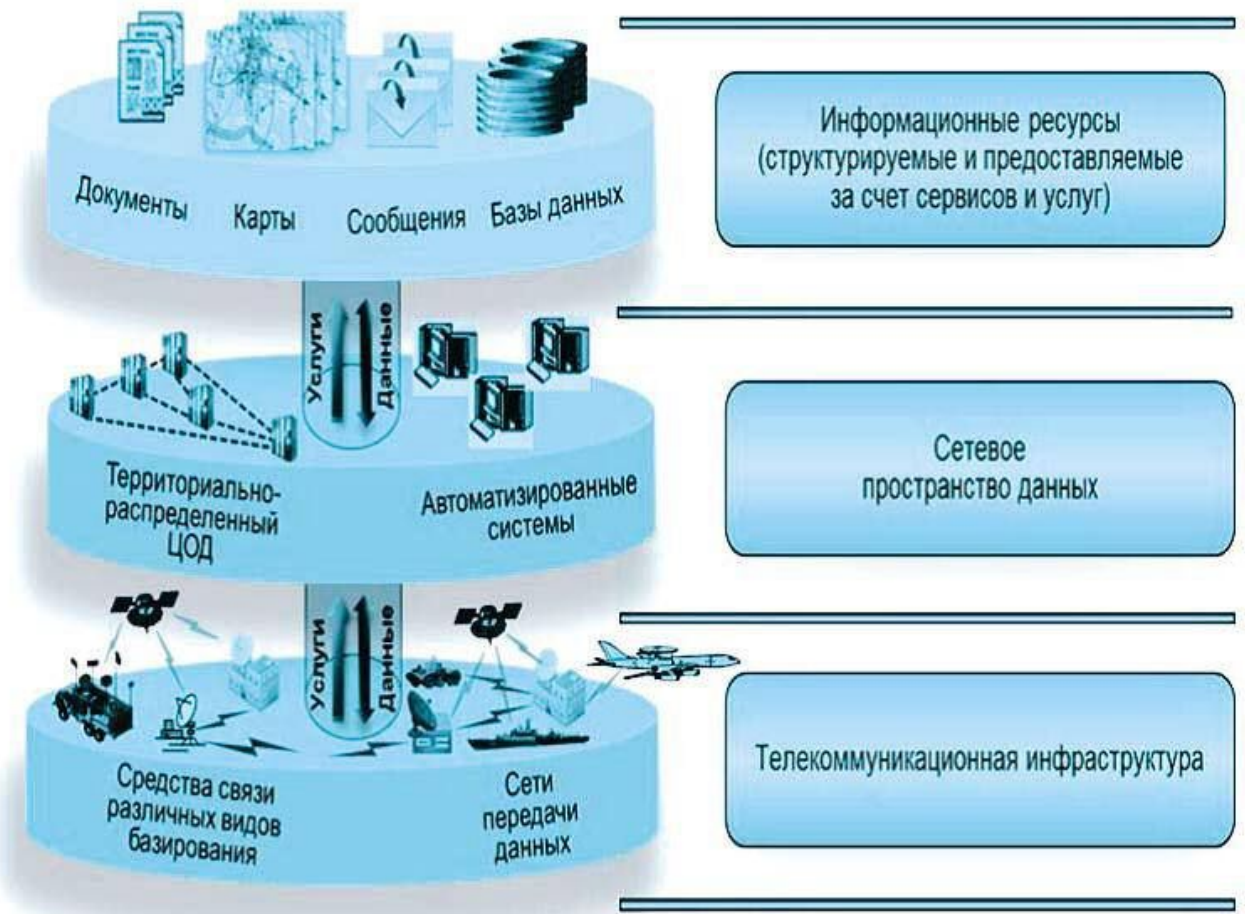 Документы
Карты
Сообщения
Базы данных
Информационные ресурсы
(структурируемые и предоставляемые
за счет сервисов и услуг)
Услуги
Данные
Территориально-
распределенный
ЦОД
Автоматизированные
системы
Сетевое
пространство данных
Услуги
Данные
Средства связи
различных видов
базирования
Сети
передачи
данных
Телекоммуникационная инфраструктура